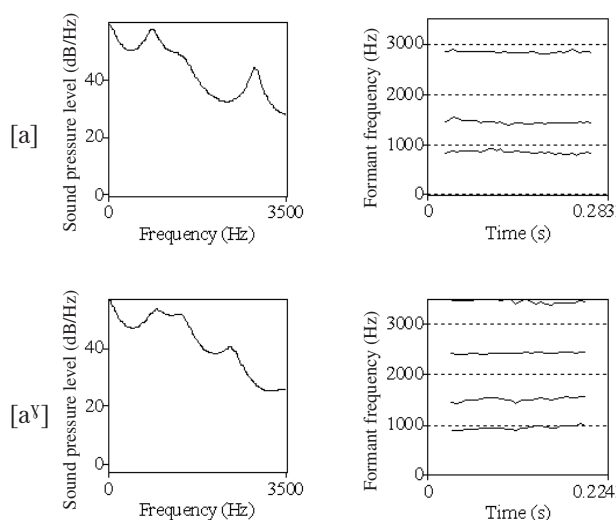 [a]
Sound pressure level (dB/Hz)
40
20
0
0
3500
Frequency (Hz)
Formant frequency (Hz)
3000
2000
1000
0
0
0.283
Time (s)
[aˠ]
Sound pressure level (dB/Hz)
40
20
0
0
3500
Frequency (Hz)
Formant frequency (Hz)
3000
2000
1000
0
0
0.224
Time (s)